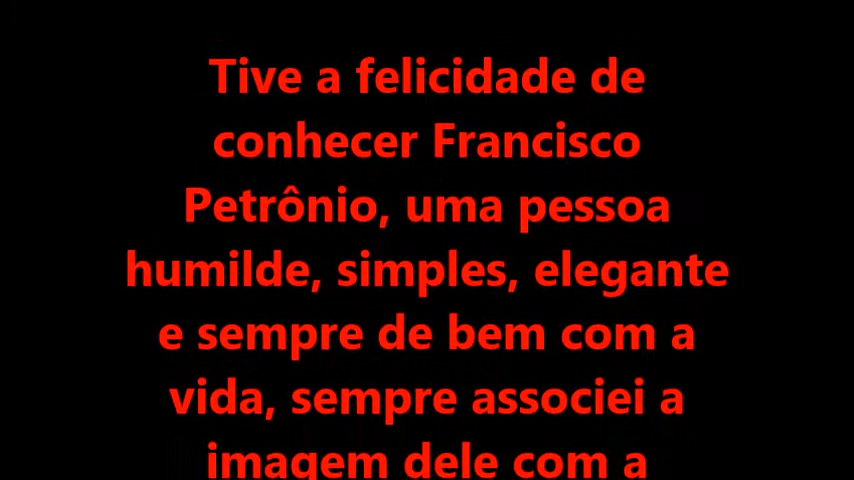 Tive a felicidade de
conhecer Francisco
Petrônio, uma pessoa
humilde, simples, elegante
e sempre de bem com a
vida, sempre associei a
imagem dele com a